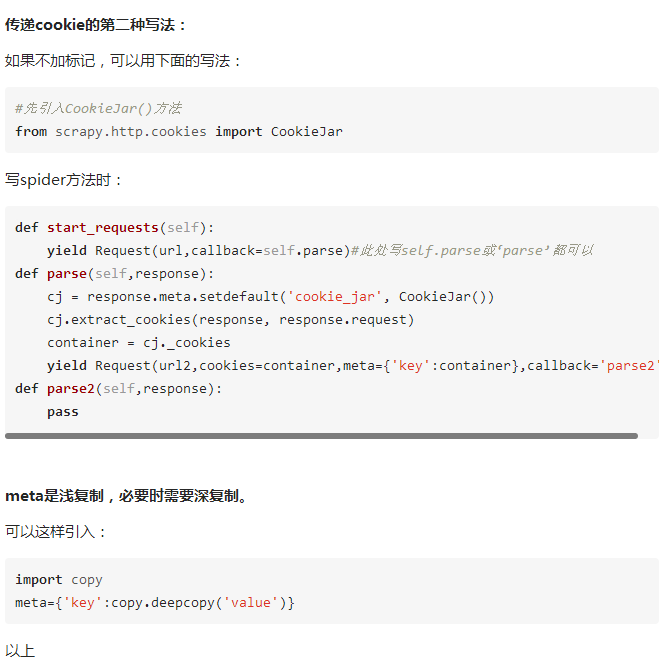 传递cookie的第二种写法：
如果不加标记，可以用下面的写法：
#先引入CookieJar()方法
from scrapy.http.cookies import CookieJar
写spider方法时：
def start_requests(self):
    yield Request(url,callback=self.parse)#此处写self.parse或‘parse’都可以
def parse(self,response):
    cj = response.meta.setdefault('cookie_jar', CookieJar())
    cj.extract_cookies(response, response.request)
    container = cj._cookies
    yield Request(url2,cookies=container,meta={'key':container},callback='parse2'
def parse2(self,response):
    pass
meta是浅复制，必要时需要深复制。
可以这样引入：
import copy
meta={'key':copy.deepcopy('value')}
以上